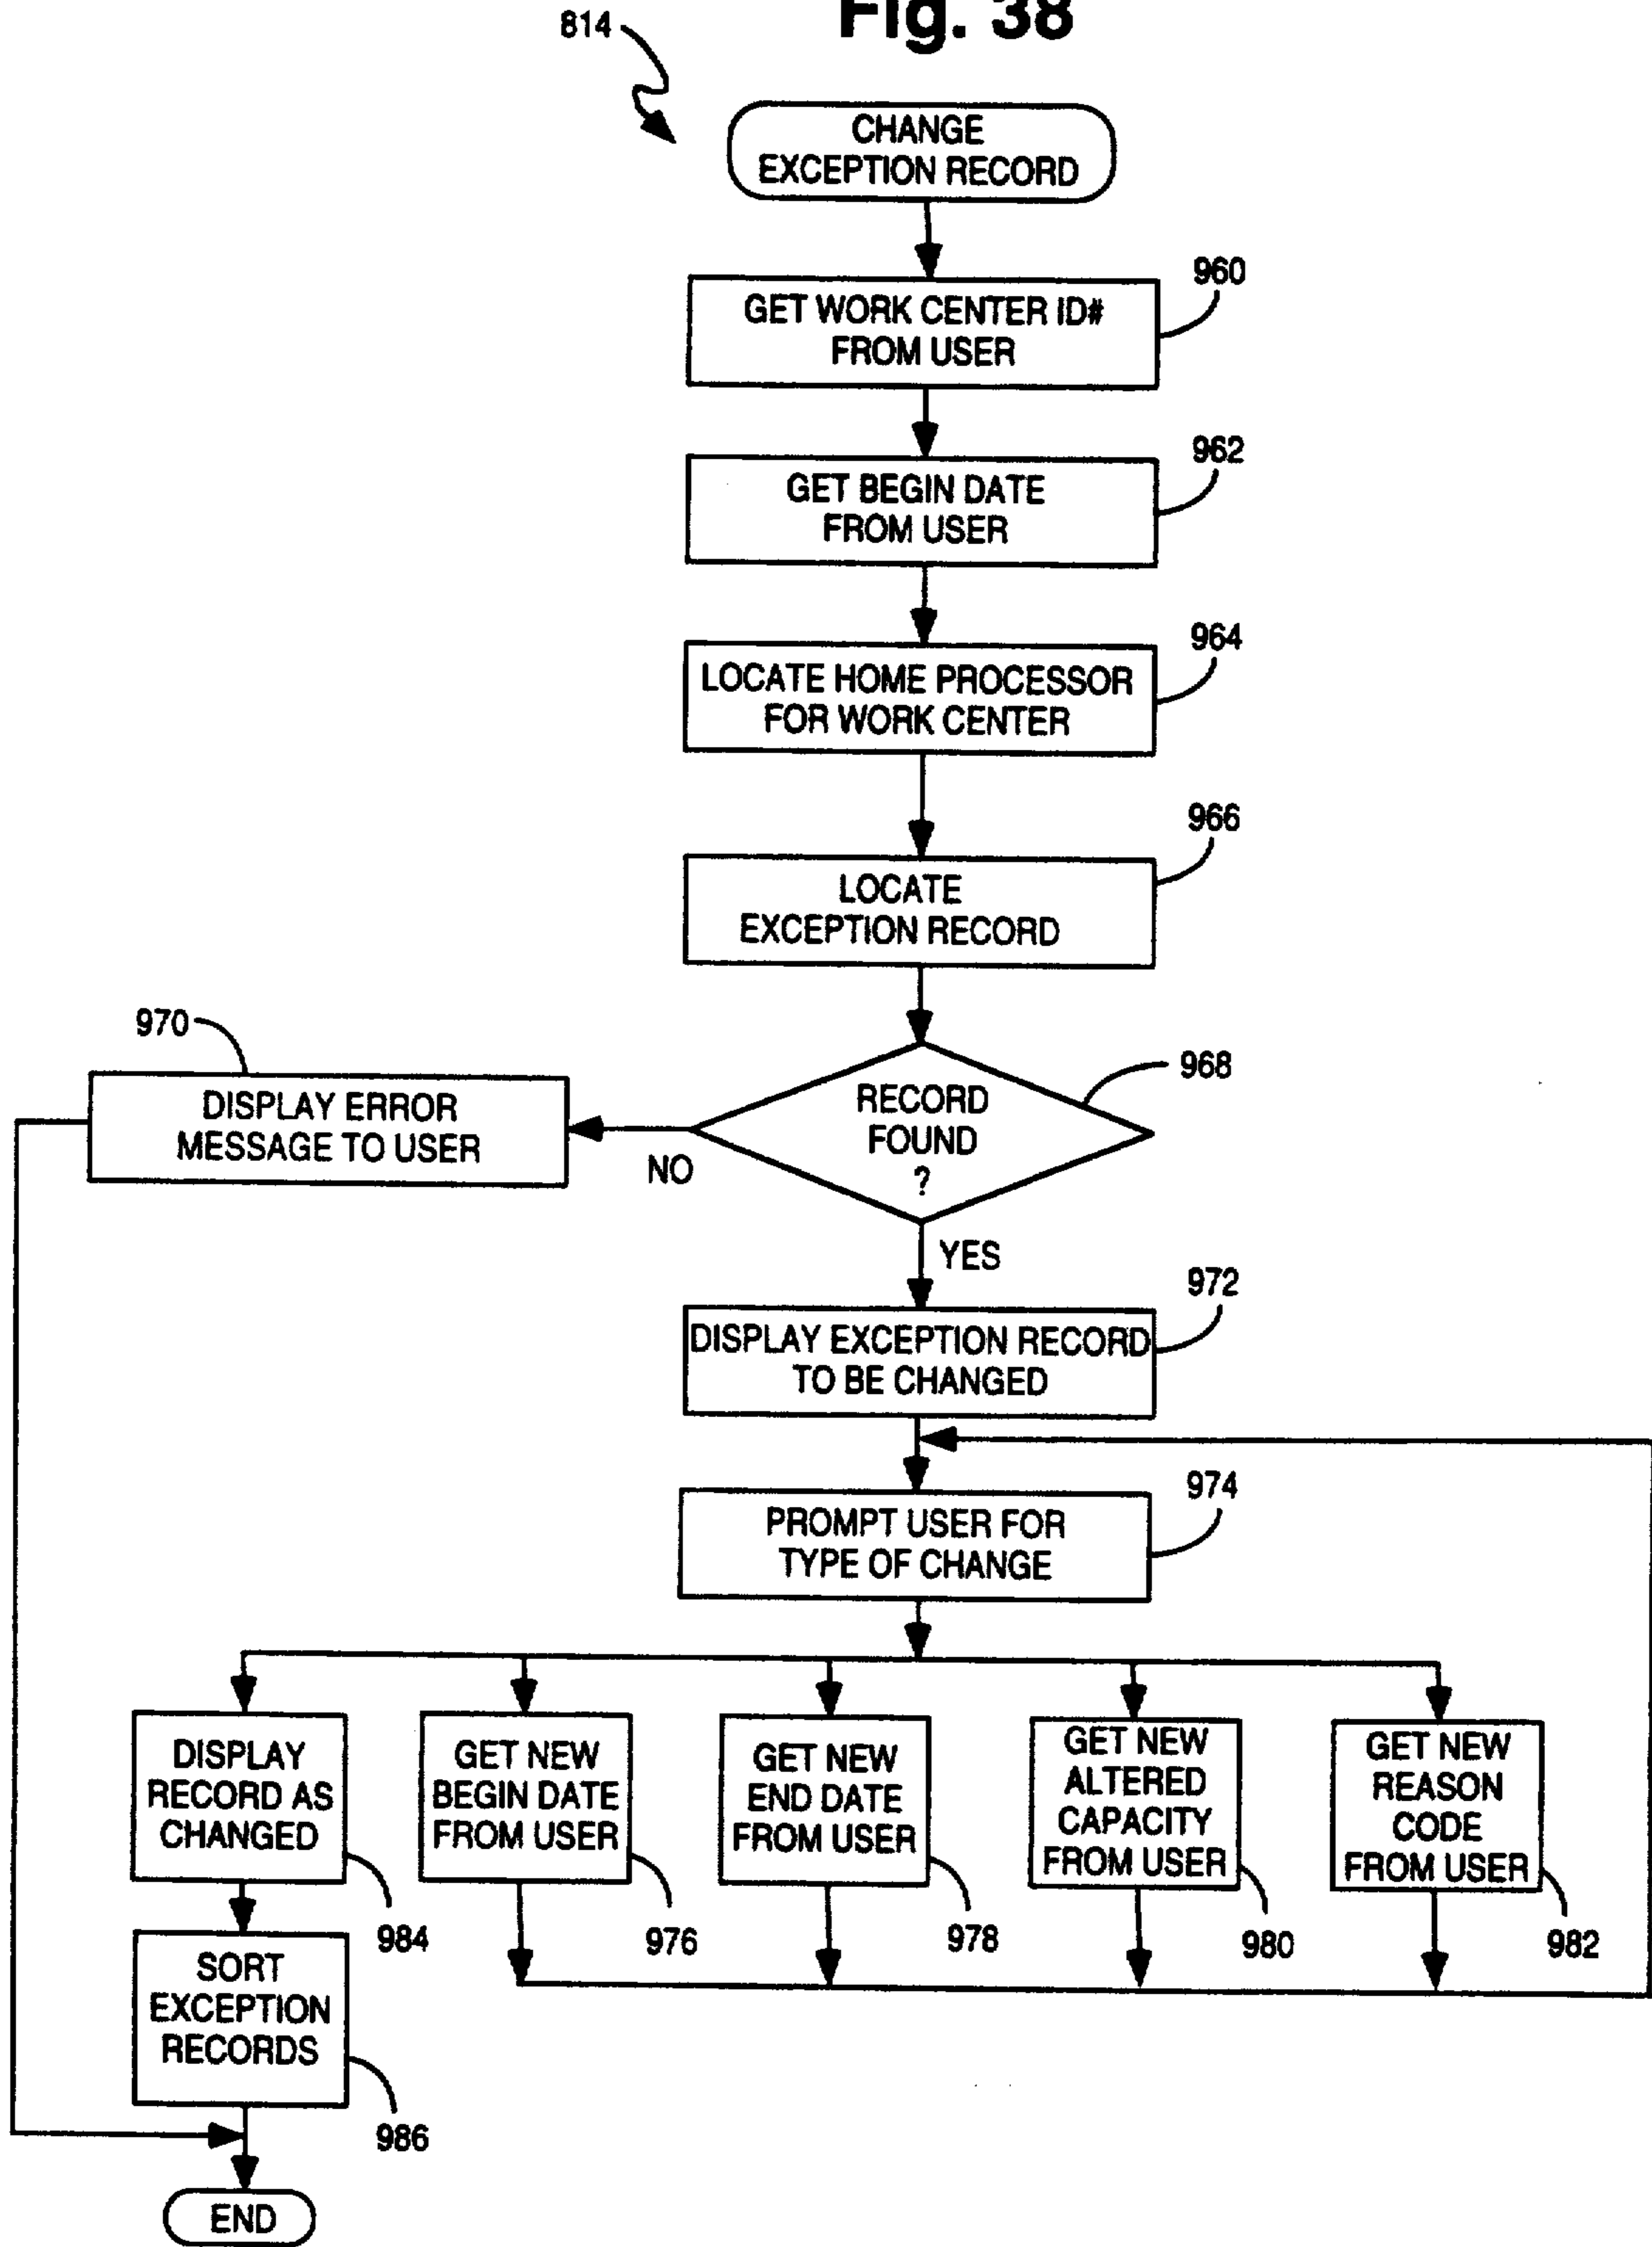 Fig. 38
814
CHANGE
EXCEPTION RECORD
960
GET WORK CENTER ID#
FROM USER
962
GET BEGIN DATE
FROM USER
964
LOCATE HOME PROCESSOR
FOR WORK CENTER
966
LOCATE
EXCEPTION RECORD
970
DISPLAY ERROR
MESSAGE TO USER
968
RECORD
FOUND
?
NO
YES
972
DISPLAY EXCEPTION RECORD
TO BE CHANGED
974
PROMPT USER FOR
TYPE OF CHANGE
DISPLAY
RECORD AS
CHANGED
984
GET NEW
BEGIN DATE
FROM USER
976
GET NEW
END DATE
FROM USER
978
GET NEW
ALTERED
CAPACITY
FROM USER
980
GET NEW
REASON
CODE
FROM USER
982
SORT
EXCEPTION
RECORDS
986
END